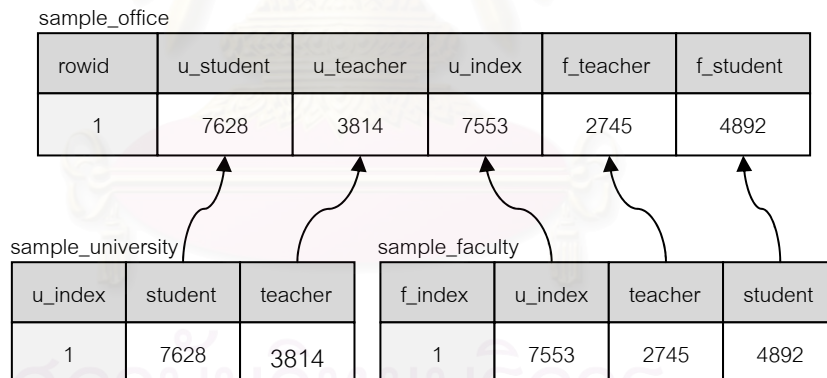 sample_office
rowid u_student u_teacher u_index f_teacher f_student
1 7628 3814 7553 2745 4892
sample_university
u_index student teacher
1 7628 3814
sample_faculty
f_index u_index teacher student
1 7553 2745 4892